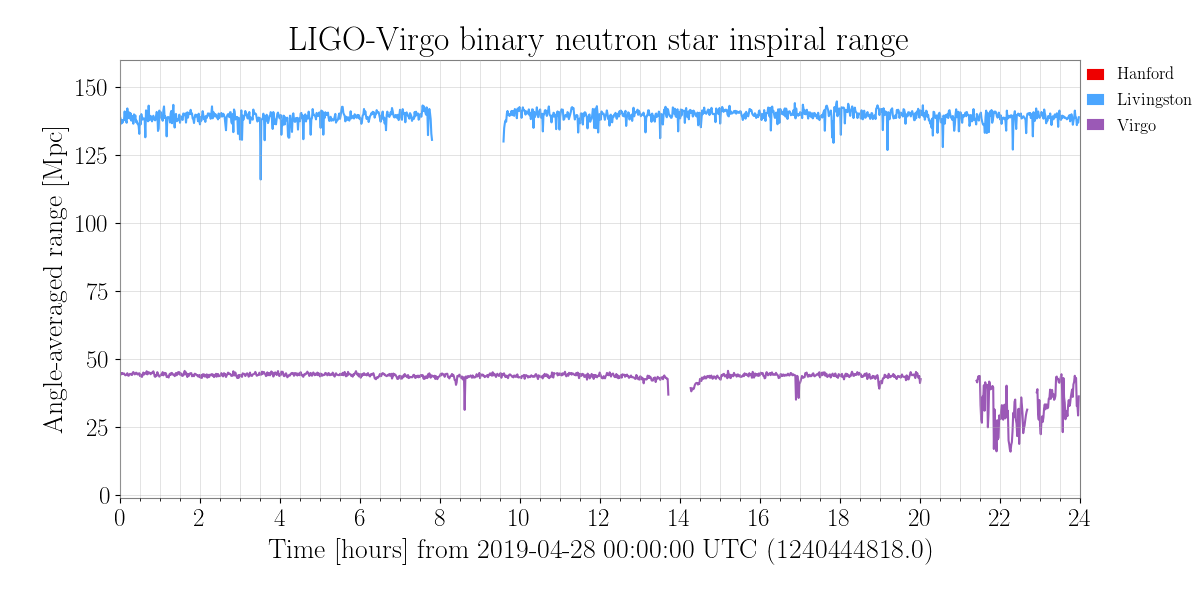 LIGO-Virgo binary neutron star inspiral range
Hanford
Livingston
Virgo
Angle-averaged range [Mpc]
150
125
100
75
50
25
0
0 2 4 6 8 10 12 14 16 18 20 22 24
Time [hours] from 2019-04-28 00:00:00 UTC (1240444818.0)